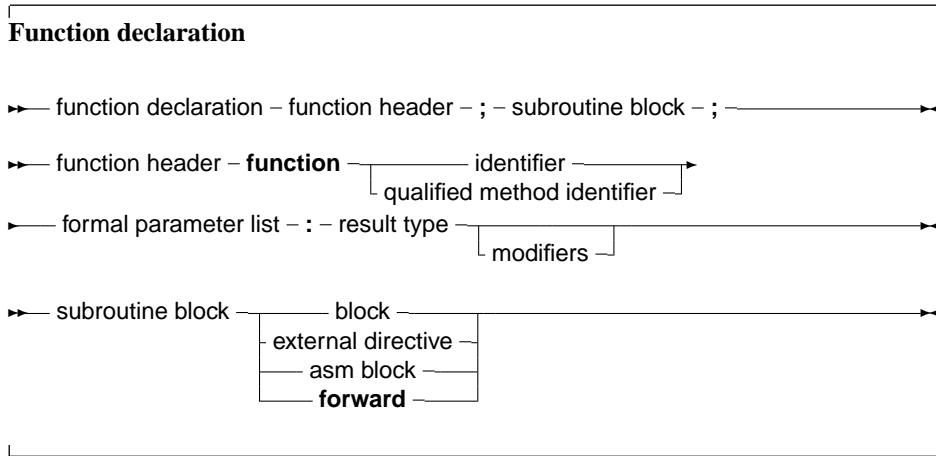 Function declaration
function declaration – function header – ; – subroutine block – ; –
function header – function – identifier –
qualified method identifier –
formal parameter list – : – result type –
modifiers –
subroutine block – block –
external directive –
asm block –
forward –